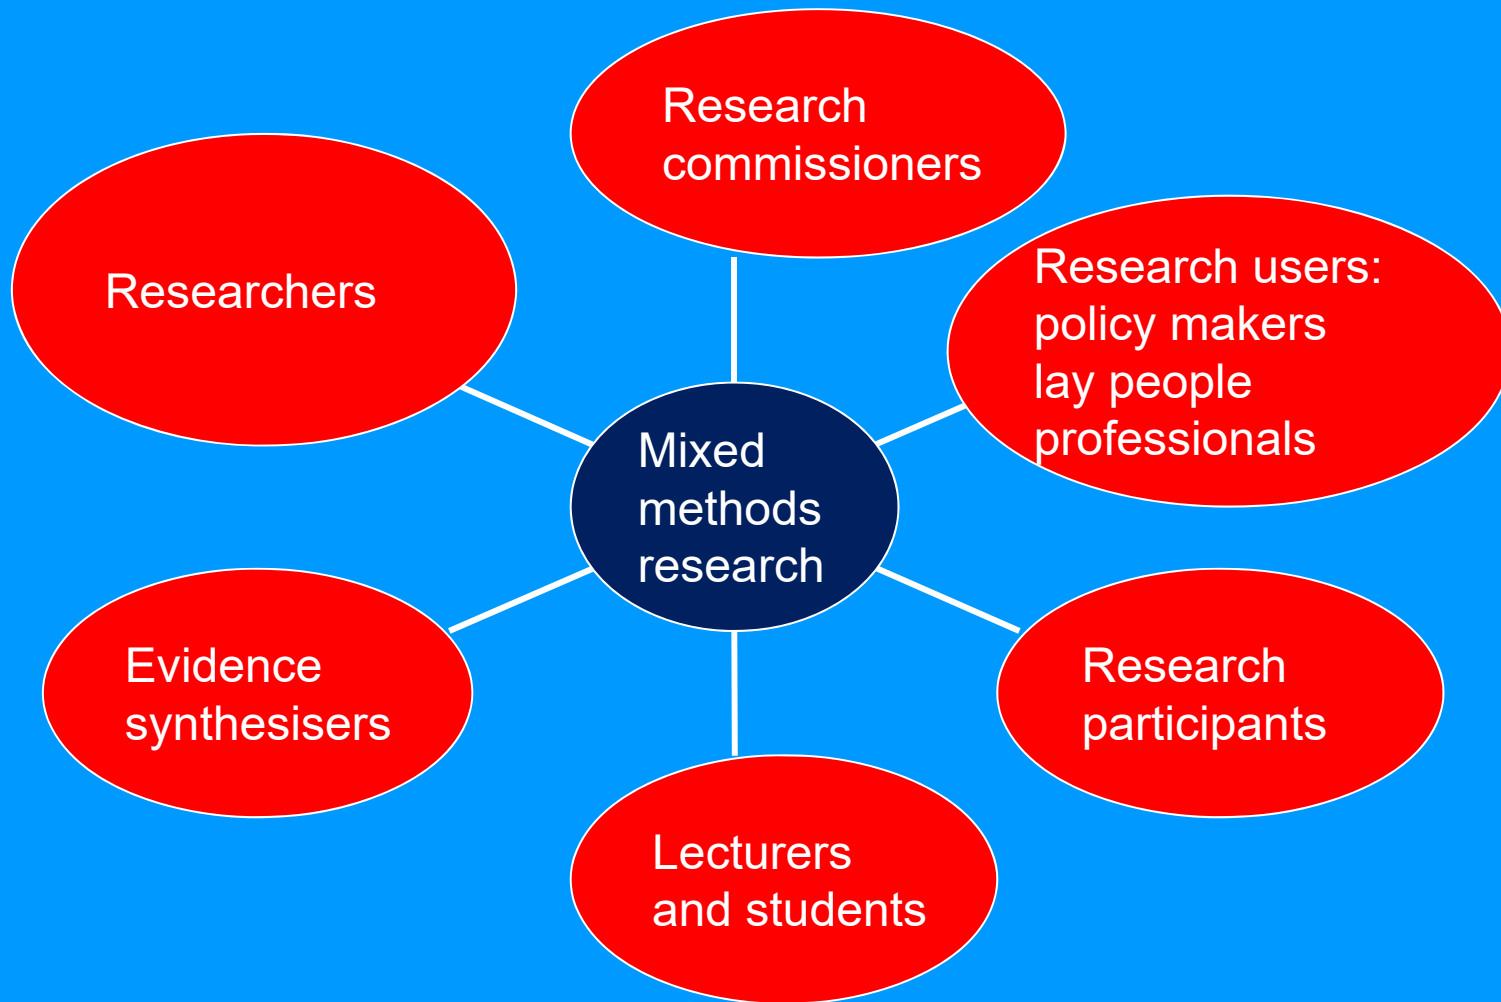 Research
commissioners
Researchers
Research users:
policy makers
lay people
professionals
Mixed
methods
research
Evidence
synthesisers
Research
participants
Lecturers
and students